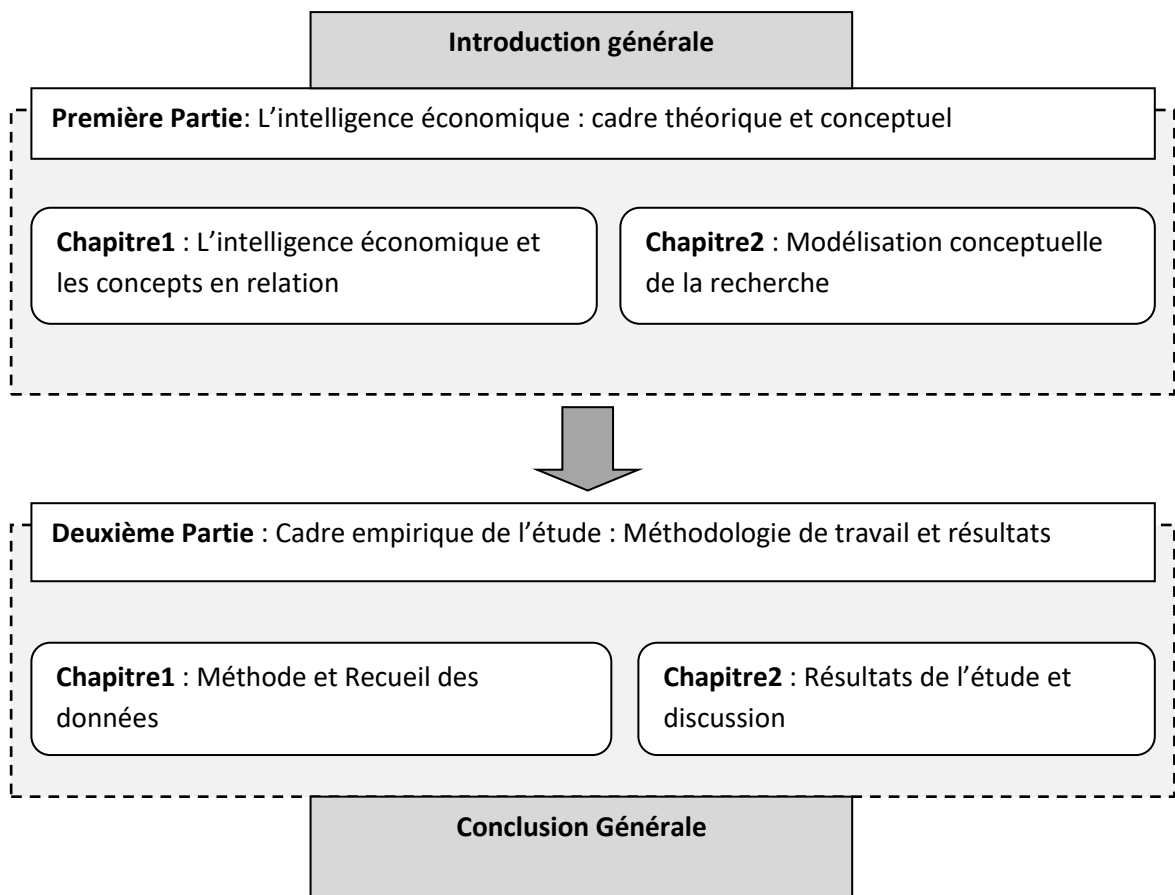 Introduction générale
Première Partie: L’intelligence économique : cadre théorique et conceptuel
Chapitre1 : L’intelligence économique et
les concepts en relation
Chapitre2 : Modélisation conceptuelle
de la recherche
Deuxième Partie : Cadre empirique de l’étude : Méthodologie de travail et résultats
Chapitre1 : Méthode et Recueil des
données
Chapitre2 : Résultats de l’étude et
discussion
Conclusion Générale